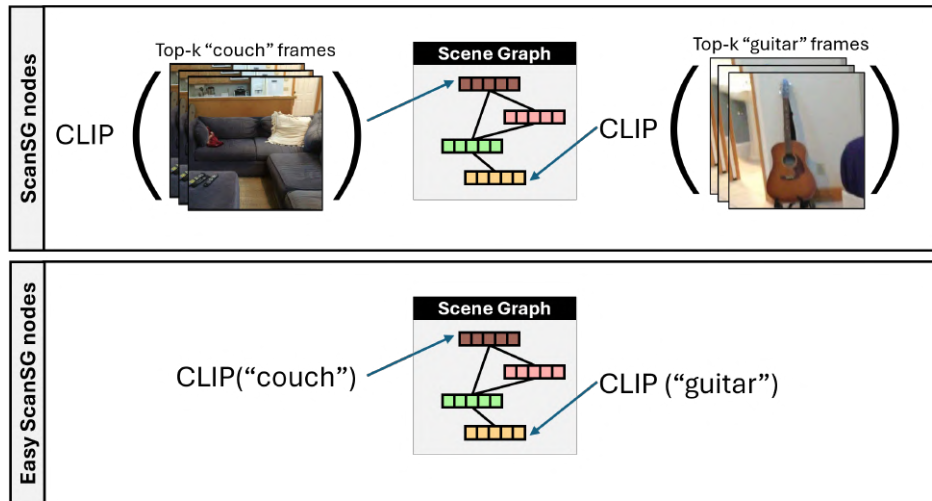 ScanSG nodes
Top-k “couch” frames
CLIP
Scene Graph
Top-k “guitar” frames
CLIP
Easy ScanSG nodes
Scene Graph
CLIP(“couch”)
CLIP (“guitar”)